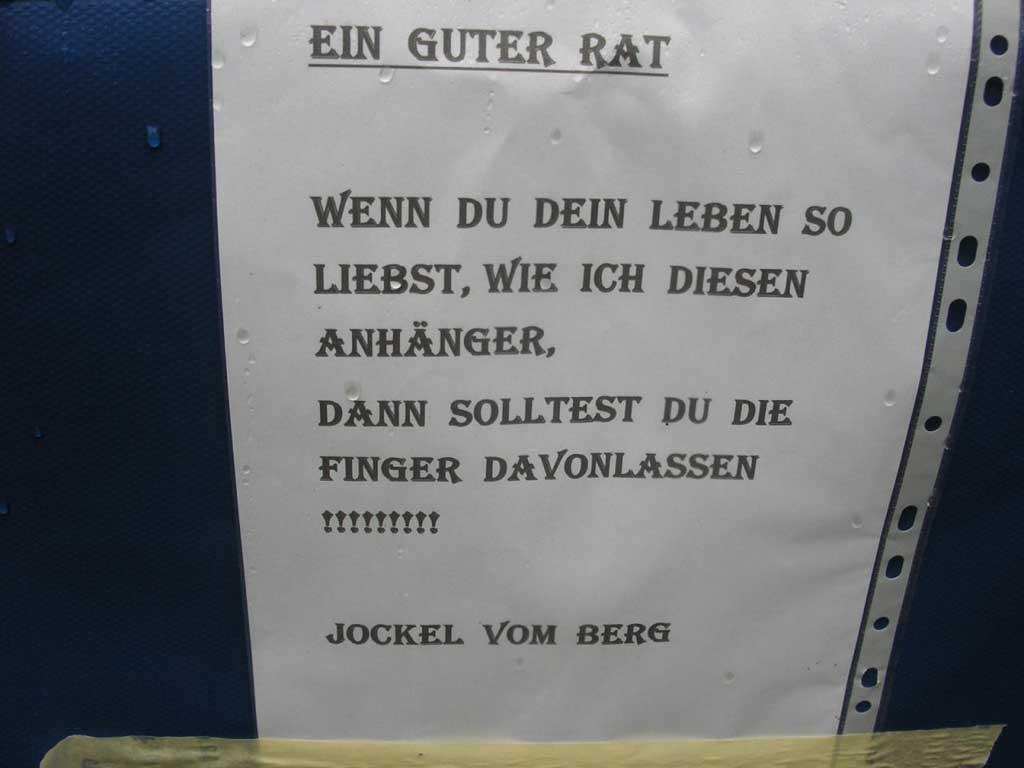 EIN GUTER RAT
WENN DU DEIN LEBEN SO
LIEBST, WIE ICH DIESEN
ANHÄNGER,
DANN SOLLTEST DU DIE
FINGER DAVONLASSEN
!!!!!!!!!
JOCKEL VOM BERG